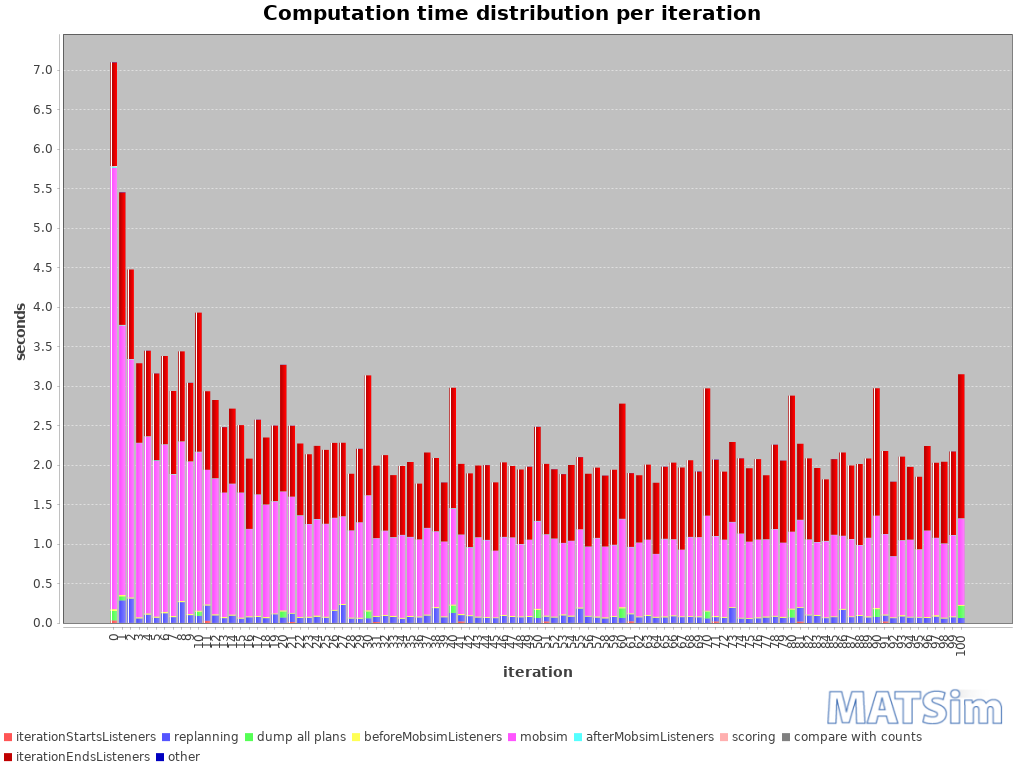 Computation time distribution per iteration
7.0
6.5
6.0
5.5
5.0
4.5
4.0
3.5
3.0
2.5
2.0
1.5
1.0
0.5
0.0
seconds
0 1 2 3 4 5 6 7 8 9 10 11 12 13 14 15 16 17 18 19 20 21 22 23 24 25 26 27 28 29 30 31 32 33 34 35 36 37 38 39 40 41 42 43 44 45 46 47 48 49 50 51 52 53 54 55 56 57 58 59 60 61 62 63 64 65 66 67 68 69 70 71 72 73 74 75 76 77 78 79 80 81 82 83 84 85 86 87 88 89 90 91 92 93 94 95 96 97 98 99 100
iteration
MATSim
iterationStartsListeners replanning dump all plans beforeMobsimListeners mobsim afterMobsimListeners scoring compare with counts
iterationEndsListeners other